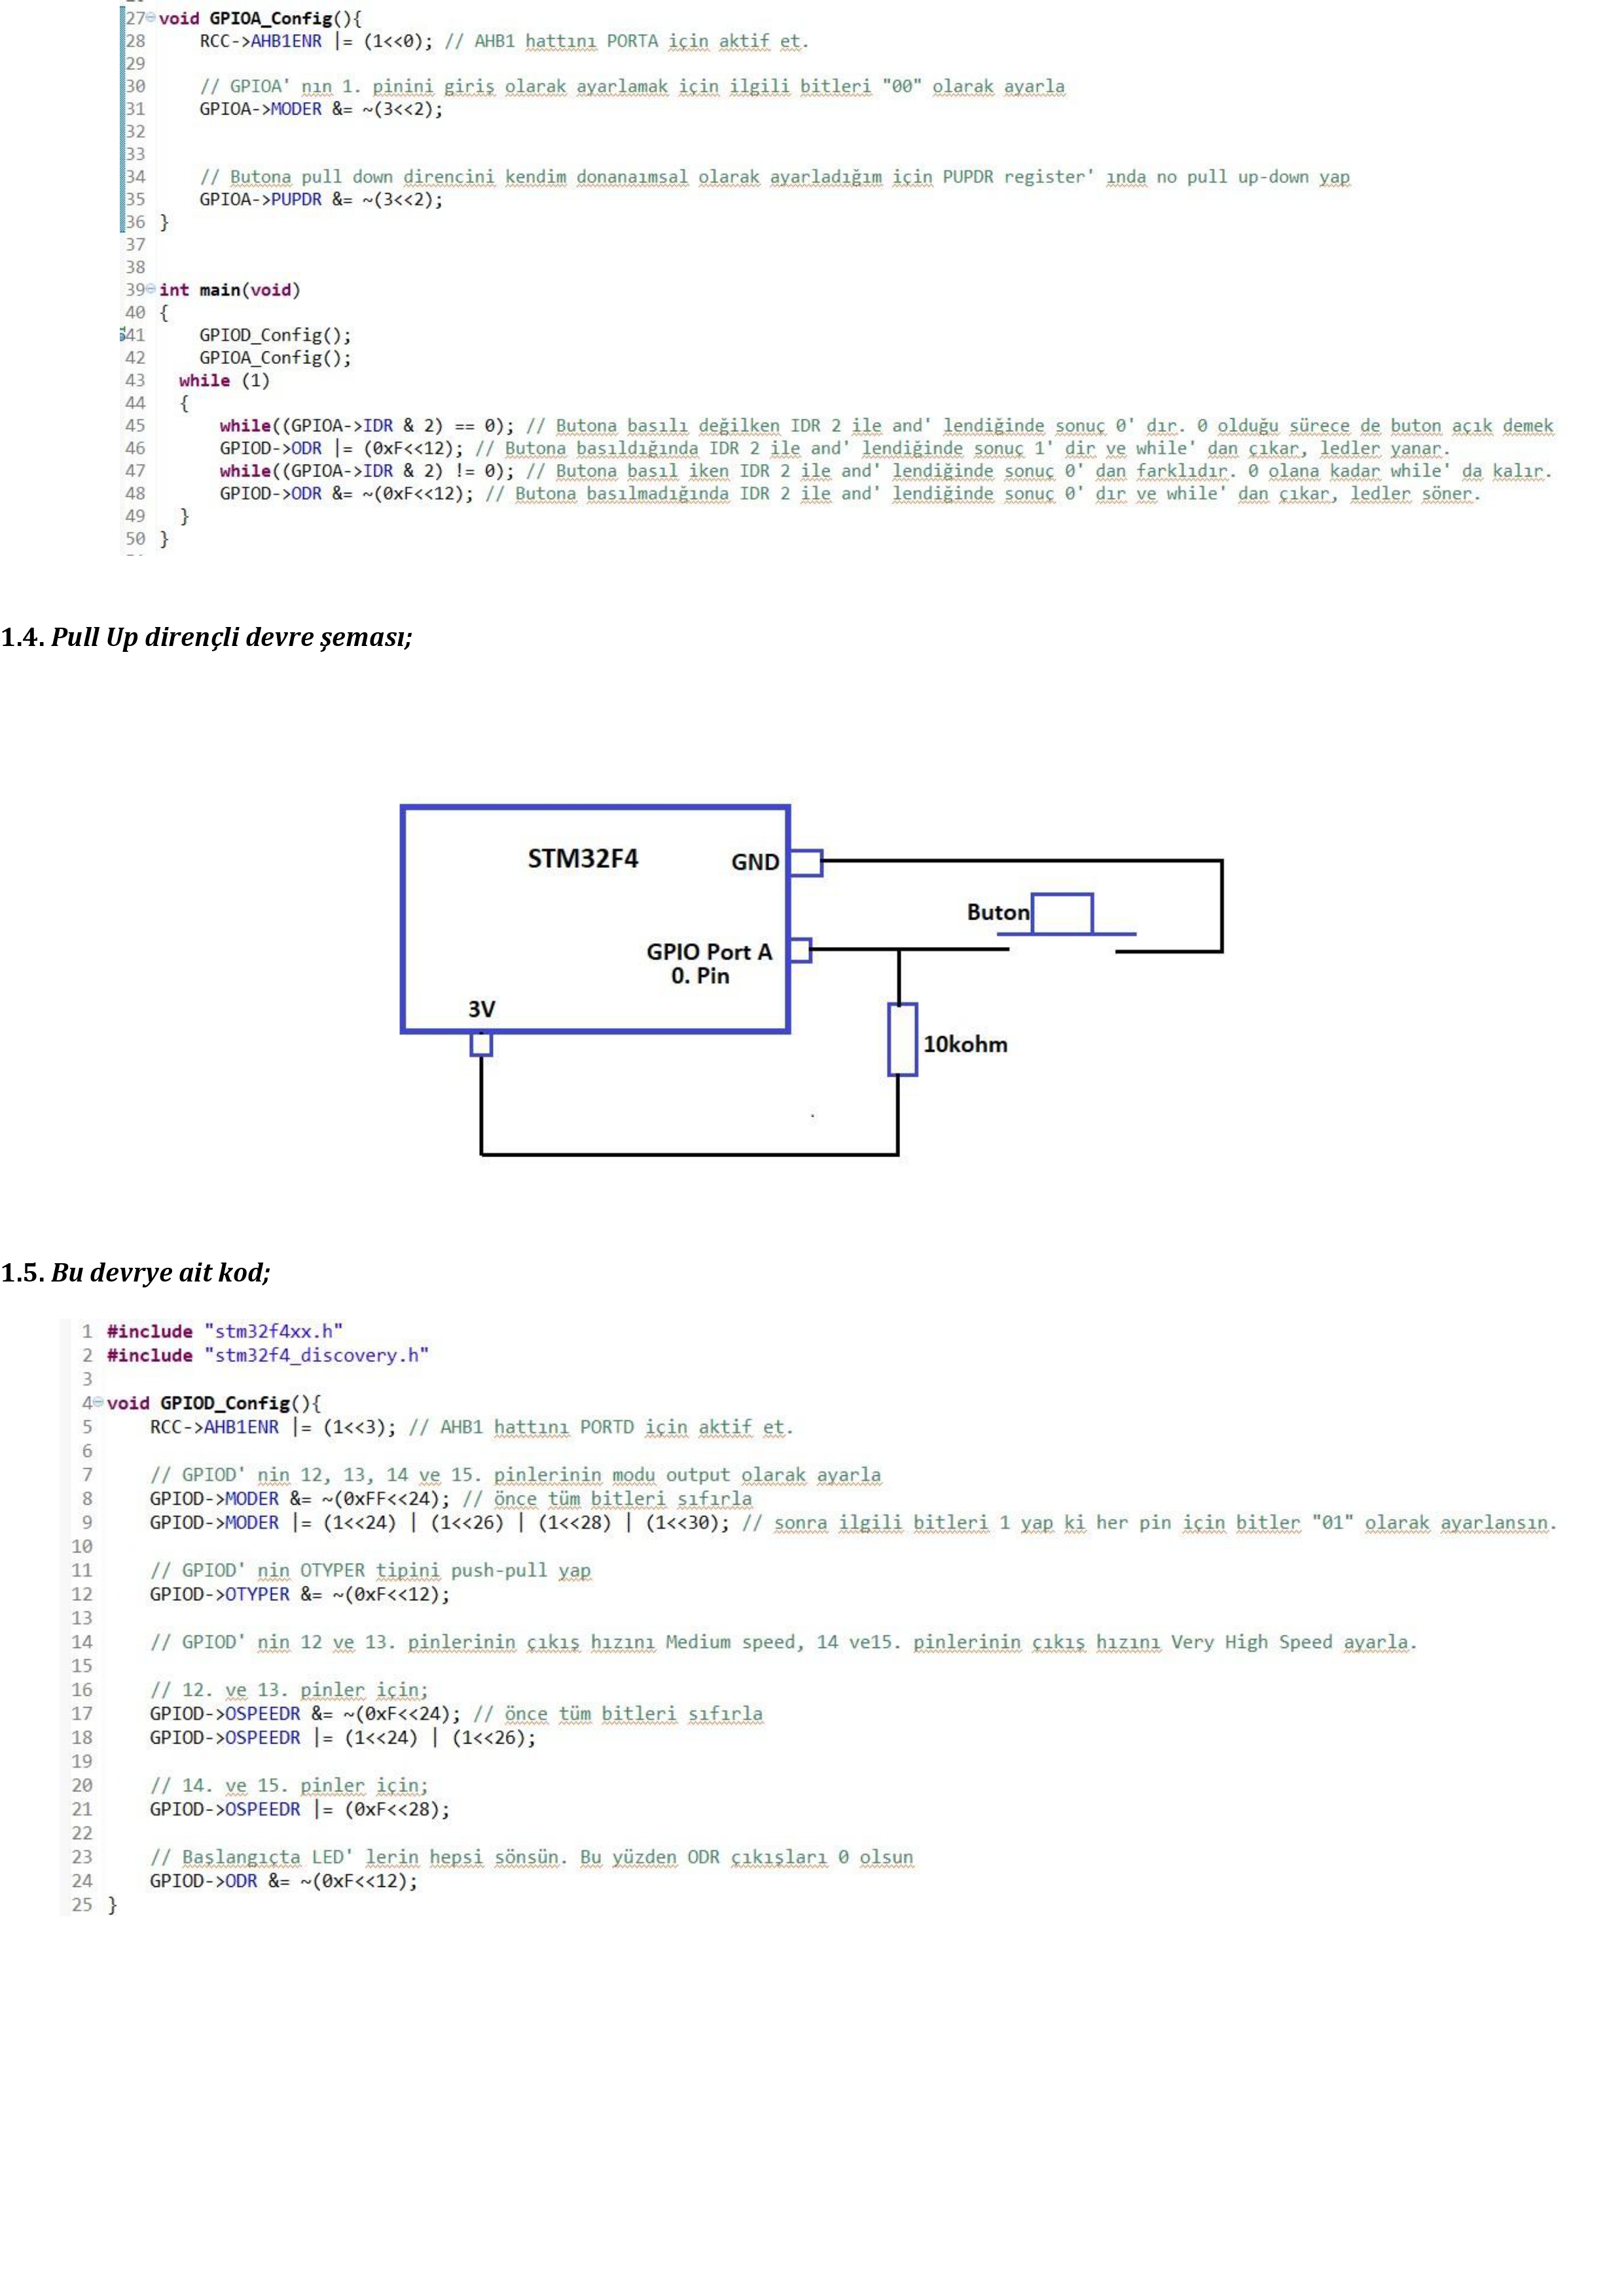 27 void GPIOA_Config(){
28 RCC->AHB1ENR |= (1<<0); // AHB1 hattını PORTA için aktif et.
29
30 // GPIOA' nın 1. pinini giriş olarak ayarlamak için ilgili bitleri "00" olarak ayarla
31 GPIOA->MODER &= ~(3<<2);
32
33
34 // Butona pull down direncini kendim donanaımsal olarak ayarladığım için PUPDR register' ında no pull up-down yap
35 GPIOA->PUPDR &= ~(3<<2);
36 }
37
38
39 int main(void)
40 {
41 GPIOD_Config();
42 GPIOA_Config();
43 while (1)
44 {
45 while((GPIOA->IDR & 2) == 0); // Butona basılı değilken IDR 2 ile and' lendiğinde sonuç 0' dır. 0 olduğu sürece de buton açık demek
46 GPIOD->ODR |= (0xF<<12); // Butona basıldığında IDR 2 ile and' lendiğinde sonuç 1' dir ve while' dan çıkar, ledler yanar.
47 while((GPIOA->IDR & 2) != 0); // Butona basıl iken IDR 2 ile and' lendiğinde sonuç 0' dan farklıdır. 0 olana kadar while' da kalır.
48 GPIOD->ODR &= ~(0xF<<12); // Butona basılmadığında IDR 2 ile and' lendiğinde sonuç 0' dır ve while' dan çıkar, ledler söner.
49 }
50 }
1.4. Pull Up dirençli devre şeması;
STM32F4
GND
Buton
GPIO Port A
0. Pin
3V
10kohm
1.5. Bu devrye ait kod;
1 #include "stm32f4xx.h"
2 #include "stm32f4_discovery.h"
3
4 void GPIOD_Config(){
5 RCC->AHB1ENR |= (1<<3); // AHB1 hattını PORTD için aktif et.
6
7 // GPIOD' nin 12, 13, 14 ve 15. pinlerinin modu output olarak ayarla
8 GPIOD->MODER &= ~(0xFF<<24); // önce tüm bitleri sıfırla
9 GPIOD->MODER |= (1<<24) | (1<<26) | (1<<28) | (1<<30); // sonra ilgili bitleri 1 yap ki her pin için bitler "01" olarak ayarlansın.
10
11 // GPIOD' nin OTYPER tipini push-pull yap
12 GPIOD->OTYPER &= ~(0xF<<12);
13
14 // GPIOD' nin 12 ve 13. pinlerinin çıkış hızını Medium speed, 14 ve15. pinlerinin çıkış hızını Very High Speed ayarla.
15
16 // 12. ve 13. pinler için;
17 GPIOD->OSPEEDR &= ~(0xF<<24); // önce tüm bitleri sıfırla
18 GPIOD->OSPEEDR |= (1<<24) | (1<<26);
19
20 // 14. ve 15. pinler için;
21 GPIOD->OSPEEDR |= (0xF<<28);
22
23 // Başlangıçta LED' lerin hepsi sönsün. Bu yüzden ODR çıkışları 0 olsun
24 GPIOD->ODR &= ~(0xF<<12);
25 }